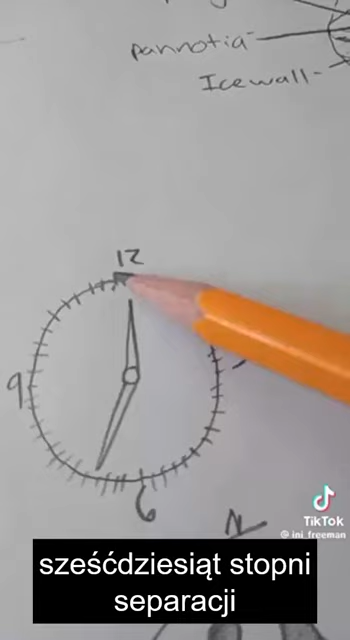 pannotia
Icewall
12
9
6
N
TikTok
@ini_freeman
sześćdziesiąt stopni
separacji